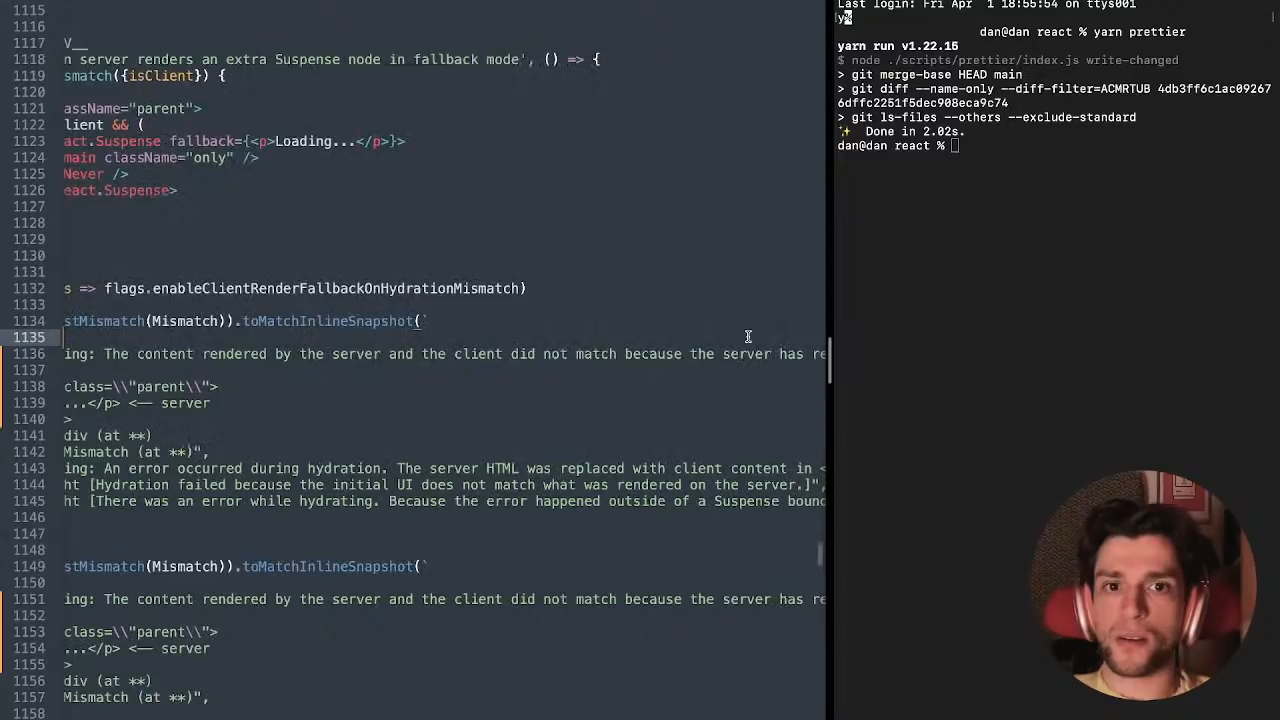 1115
1116
1117 V__
1118 n server renders an extra Suspense node in fallback mode', () => {
1119 smatch({isClient}) {
1120
1121 assName="parent">
1122 lient && (
1123 act.Suspense fallback={<p>Loading...</p>}>
1124 main className="only" />
1125 Never />
1126 eact.Suspense>
1127
1128
1129
1130
1131
1132 s => flags.enableClientRenderFallbackOnHydrationMismatch)
1133
1134 stMismatch(Mismatch)).toMatchInlineSnapshot(`
1135
1136 ing: The content rendered by the server and the client did not match because the server has re
1137
1138 class=\\"parent\\">
1139 ...</p> <-- server
1140 >
1141 div (at **)
1142 Mismatch (at **)",
1143 ing: An error occurred during hydration. The server HTML was replaced with client content in <
1144 ht [Hydration failed because the initial UI does not match what was rendered on the server.]",
1145 ht [There was an error while hydrating. Because the error happened outside of a Suspense bound
1146
1147
1148
1149 stMismatch(Mismatch)).toMatchInlineSnapshot(`
1150
1151 ing: The content rendered by the server and the client did not match because the server has re
1152
1153 class=\\"parent\\">
1154 ...</p> <-- server
1155 >
1156 div (at **)
1157 Mismatch (at **)",
1158
Last login: Fri Apr 1 18:55:54 on ttys001
y%
dan@dan react % yarn prettier
yarn run v1.22.15
$ node ./scripts/prettier/index.js write-changed
> git merge-base HEAD main
> git diff --name-only --diff-filter=ACMRTUB 4db3ff6c1ac09267
6dffc2251f5dec908eca9c74
> git ls-files --others --exclude-standard
✨ Done in 2.02s.
dan@dan react %